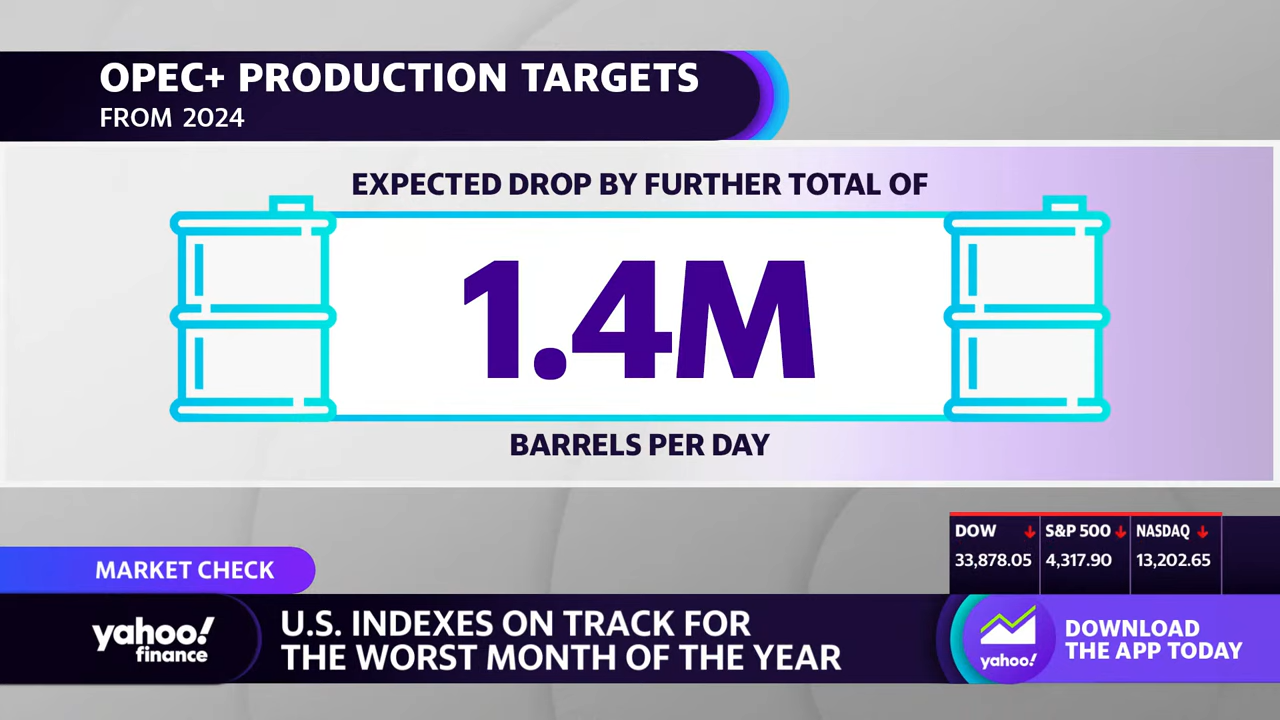 OPEC+ PRODUCTION TARGETS
FROM 2024
EXPECTED DROP BY FURTHER TOTAL OF
1.4M
BARRELS PER DAY
DOW
33,878.05
S&P 500
4,317.90
NASDAQ
13,202.65
MARKET CHECK
yahoo!
finance
U.S. INDEXES ON TRACK FOR
THE WORST MONTH OF THE YEAR
yahoo!
DOWNLOAD
THE APP TODAY